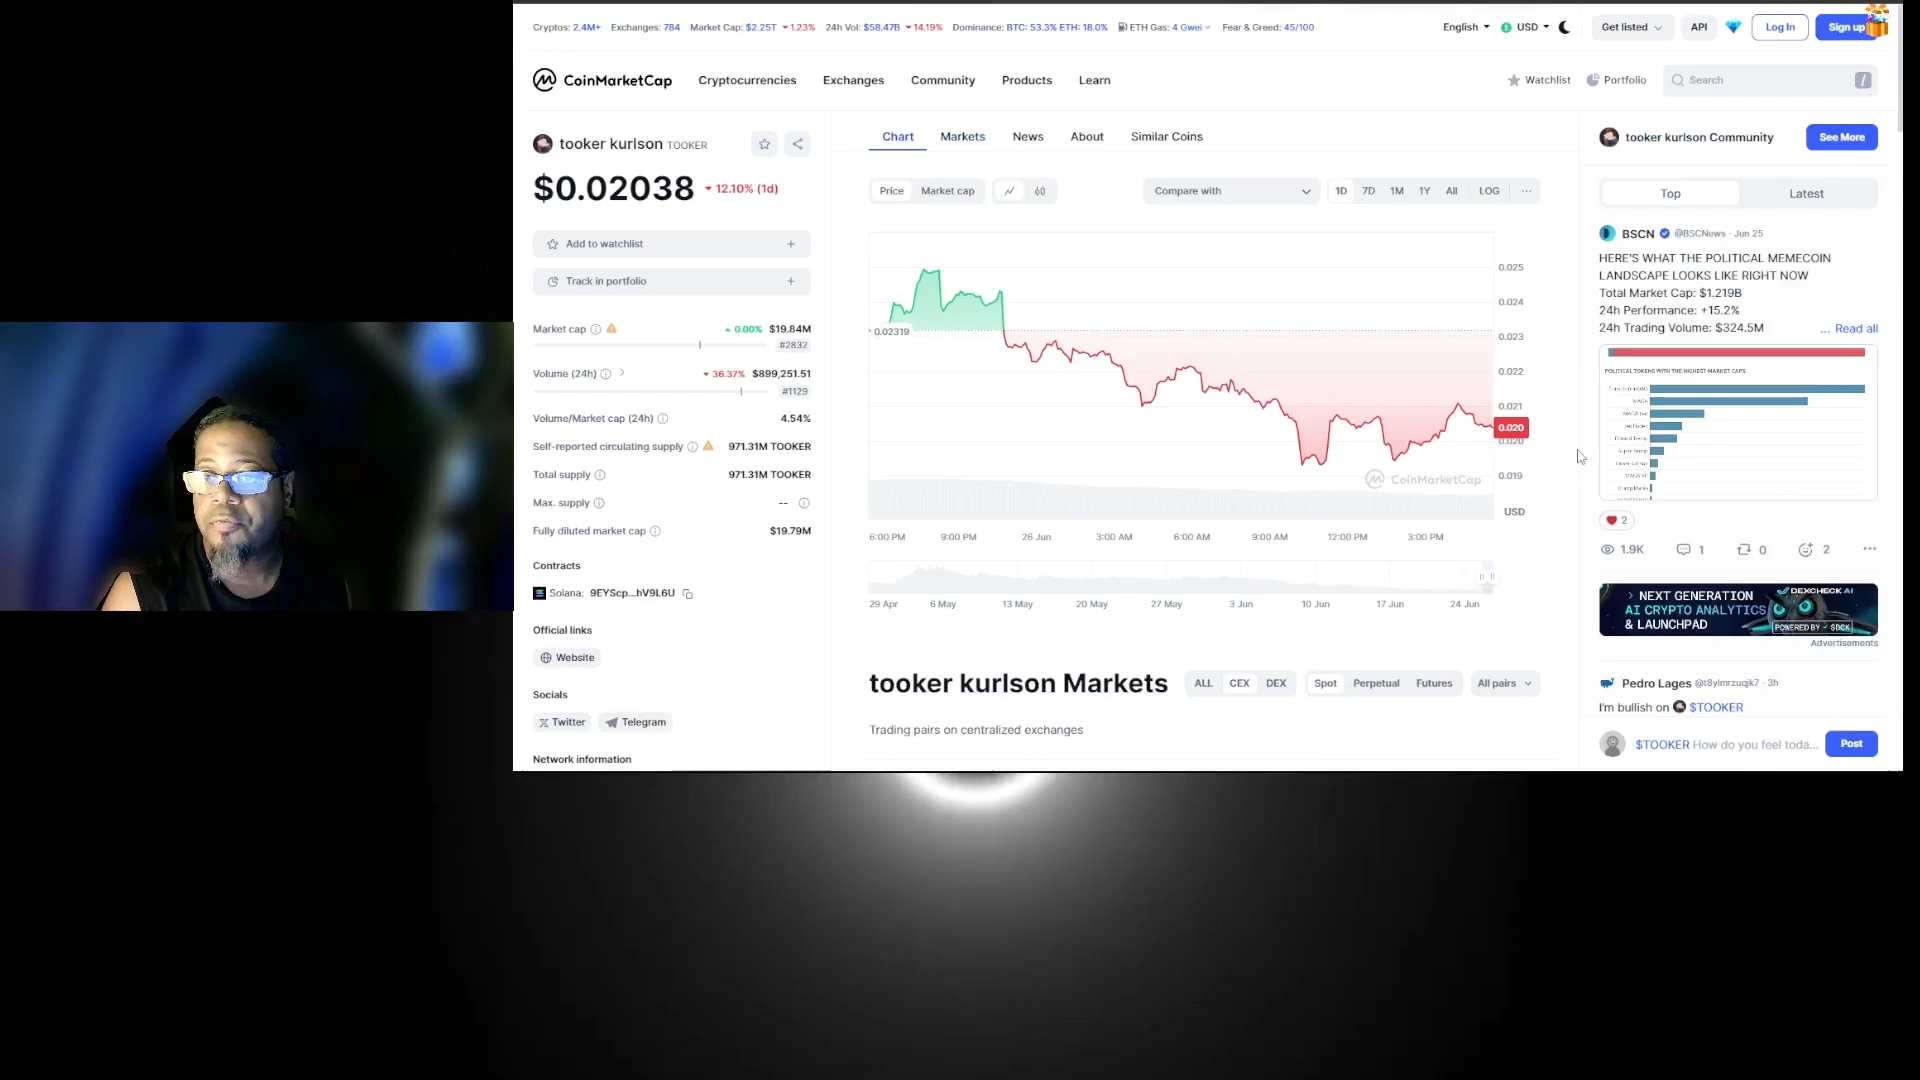 Cryptos: 2.4M+ Exchanges: 784 Market Cap: $2.25T 1.23% 24h Vol: $58.47B 14.19% Dominance: BTC: 53.3% ETH: 18.0% ETH Gas: 4 Gwei Fear & Greed: 45/100
English USD Get listed API Log In Sign up
CoinMarketCap Cryptocurrencies Exchanges Community Products Learn
Watchlist Portfolio Search /
tooker kurlson TOOKER
$0.02038 12.10% (1d)
Add to watchlist +
Track in portfolio +
Market cap 0.00% $19.84M
#2832
Volume (24h) 36.37% $899,251.51
#1129
Volume/Market cap (24h) 4.54%
Self-reported circulating supply 971.31M TOOKER
Total supply 971.31M TOOKER
Max. supply --
Fully diluted market cap $19.79M
Contracts
Solana: 9EYScp...hV9L6U
Official links
Website
Socials
Twitter Telegram
Network information
Chart Markets News About Similar Coins
Price Market cap
Compare with 1D 7D 1M 1Y All LOG ...
0.025
0.024
0.02319
0.023
0.022
0.021
0.020
0.020
0.019
CoinMarketCap
USD
6:00 PM 9:00 PM 26 Jun 3:00 AM 6:00 AM 9:00 AM 12:00 PM 3:00 PM
29 Apr 6 May 13 May 20 May 27 May 3 Jun 10 Jun 17 Jun 24 Jun
tooker kurlson Markets ALL CEX DEX Spot Perpetual Futures All pairs
Trading pairs on centralized exchanges
tooker kurlson Community See More
Top Latest
BSCN @BSCNews · Jun 25
HERE'S WHAT THE POLITICAL MEMECOIN
LANDSCAPE LOOKS LIKE RIGHT NOW
Total Market Cap: $1.219B
24h Performance: +15.2%
24h Trading Volume: $324.5M ... Read all
POLITICAL TOKENS WITH THE HIGHEST MARKET CAPS
MAGA
2
1.9K 1 0 2 ...
> NEXT GENERATION
AI CRYPTO ANALYTICS
& LAUNCHPAD
DEXCHECK AI
POWERED BY $DCK
Advertisements
Pedro Lages @t8ylmrzuqjk7 · 3h
I'm bullish on $TOOKER
$TOOKER How do you feel toda... Post